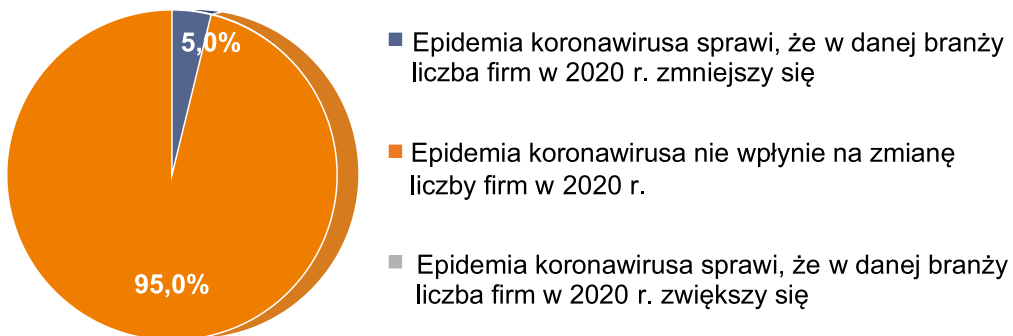 5,0%
95,0%
Epidemia koronawirusa sprawi, że w danej branży
liczba firm w 2020 r. zmniejszy się
Epidemia koronawirusa nie wpłynie na zmianę
liczby firm w 2020 r.
Epidemia koronawirusa sprawi, że w danej branży
liczba firm w 2020 r. zwiększy się